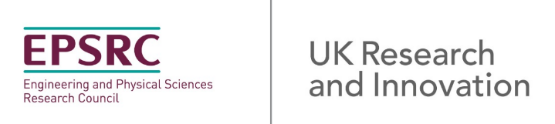 EPSRC
Engineering and Physical Sciences
Research Council
UK Research
and Innovation